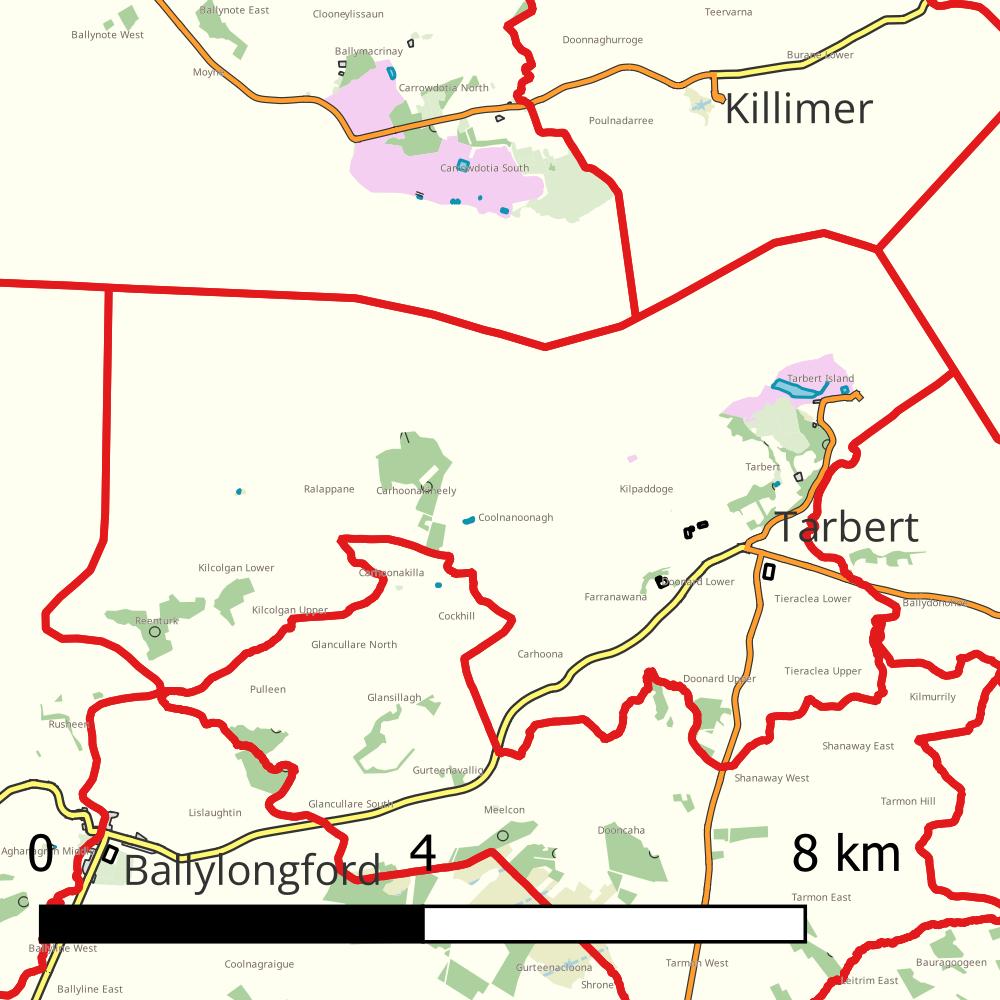 Ballynote East
Clooneylissaun
Teervarna
Ballynote West
Doonnaghurroge
Ballymacrinay
Burane Lower
Moyne
Carrowdotia North
Killimer
Poulnadarree
Carrowdotia South
Tarbert Island
Tarbert
Ralappane
Carhoonakineely
Kilpaddoge
Coolnanoonagh
Tarbert
Kilcolgan Lower
Carhoonakilla
Doonard Lower
Farranawana
Tieraclea Lower
Ballydonohoe
Kilcolgan Upper
Reenturk
Cockhill
Glancullare North
Carhoona
Tieraclea Upper
Doonard Upper
Pulleen
Glansillagh
Kilmurrily
Rusheen
Shanaway East
Gurteenavallig
Shanaway West
Glancullare South
Tarmon Hill
Lislaughtin
Meelcon
Dooncaha
Aghanagran Middle
0 4 8 km
Ballylongford
Tarmon East
Ballyline West
Coolnagraigue
Gurteenacloona
Tarmon West
Bauragoogeen
Shrone
Leitrim East
Ballyline East